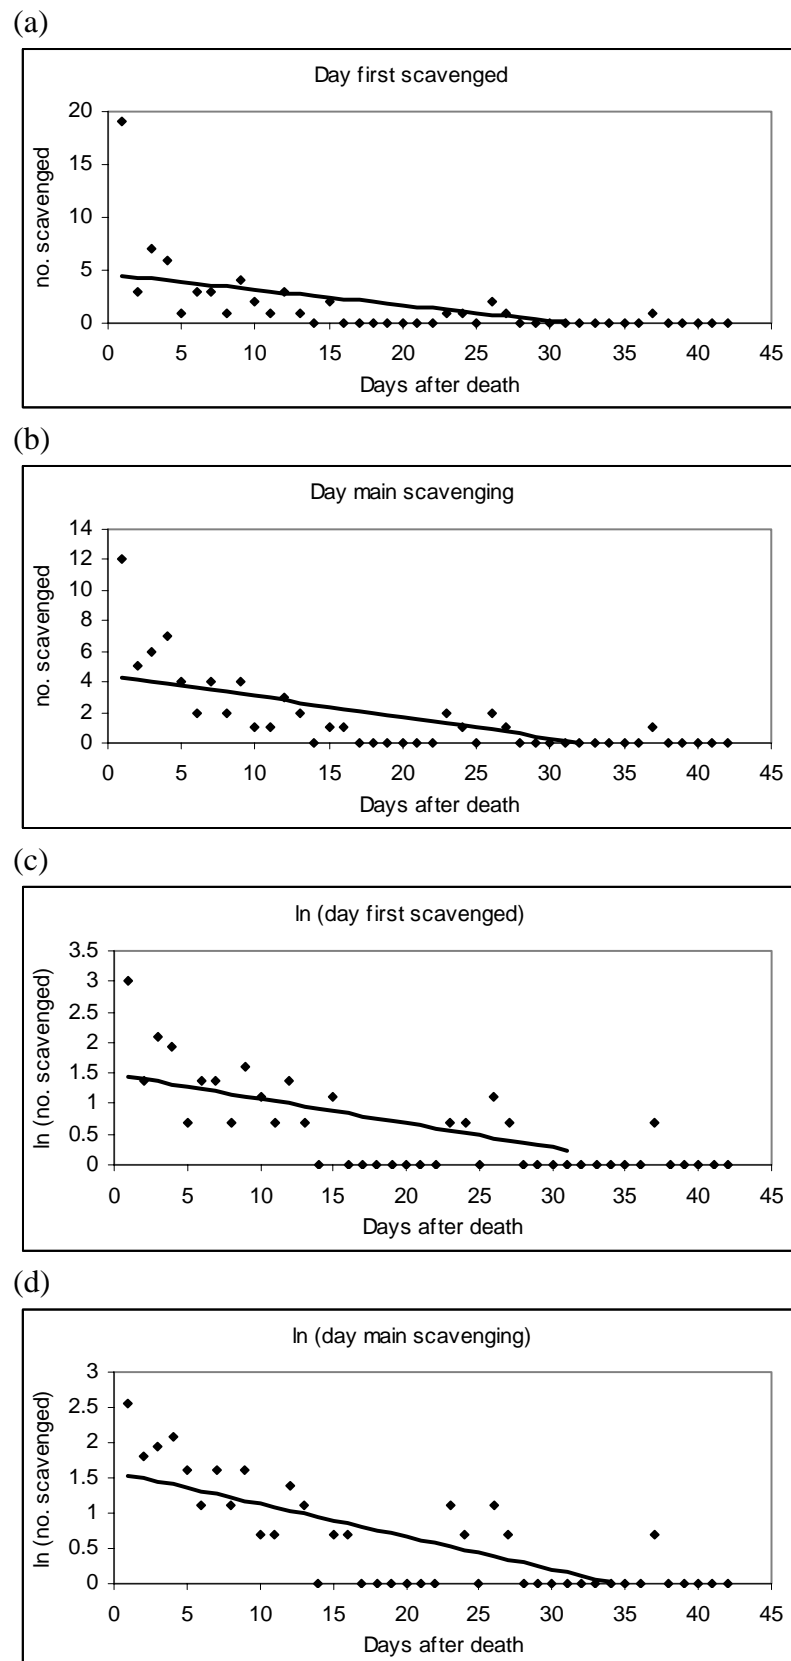 (a)
Day first scavenged
no. scavenged
20
15
10
5
0
0 5 10 15 20 25 30 35 40 45
Days after death
(b)
Day main scavenging
no. scavenged
14
12
10
8
6
4
2
0
0 5 10 15 20 25 30 35 40 45
Days after death
(c)
ln (day first scavenged)
ln (no. scavenged)
3.5
3
2.5
2
1.5
1
0.5
0
0 5 10 15 20 25 30 35 40 45
Days after death
(d)
ln (day main scavenging)
ln (no. scavenged)
3
2.5
2
1.5
1
0.5
0
0 5 10 15 20 25 30 35 40 45
Days after death